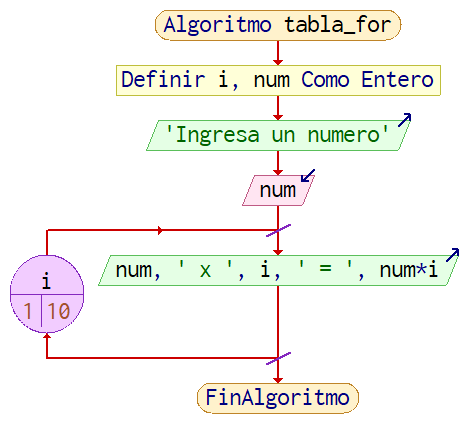 Algoritmo tabla_for
Definir i, num Como Entero
'Ingresa un numero'
num
num, ' x ', i, ' = ', num*i
i
1 10
FinAlgoritmo